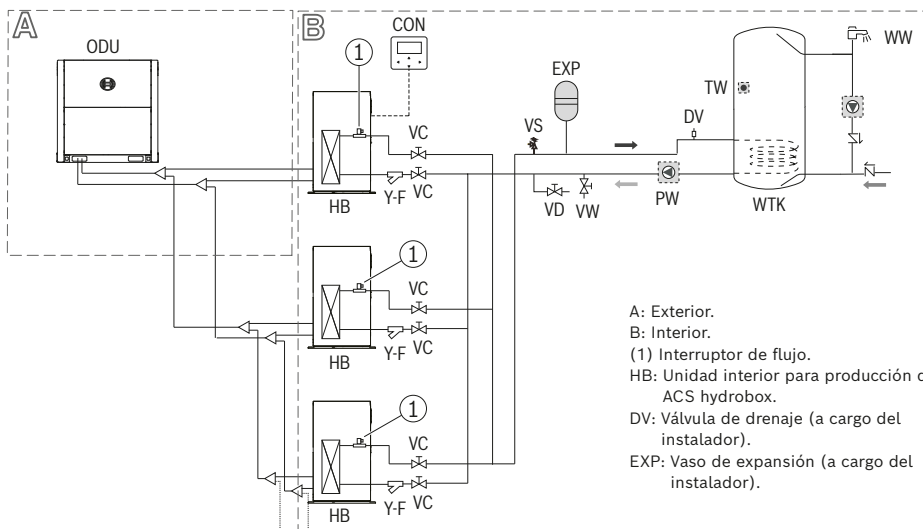 A
B
ODU
CON
1
EXP
WW
TW
DV
VS
VC
VC
HB
Y-F
VD
VW
PW
WTK
1
VC
HB
Y-F
VC
1
VC
HB
Y-F
VC
A: Exterior.
B: Interior.
(1) Interruptor de flujo.
HB: Unidad interior para producción
ACS hydrobox.
DV: Válvula de drenaje (a cargo del
instalador).
EXP: Vaso de expansión (a cargo del
instalador).